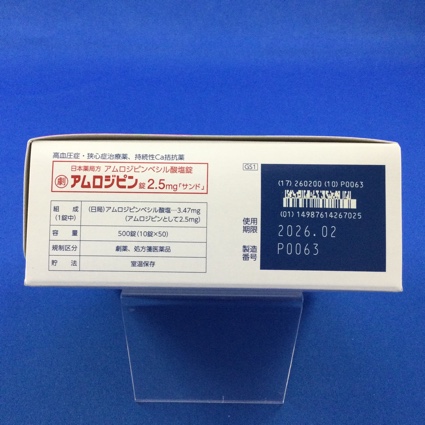 高血圧症・狭心症治療薬、持続性Ca拮抗薬
日本薬局方 アムロジピンベシル酸塩錠
劇 アムロジピン錠2.5mg「サンド」
組成(1錠中) (日局)アムロジピンベシル酸塩…3.47mg
(アムロジピンとして2.5mg)
容量 500錠(10錠×50)
規制区分 劇薬、処方箋医薬品
貯法 室温保存
GS1
(17) 260200 (10) P0063
(01) 14987614267025
使用期限 2026.02
製造番号 P0063